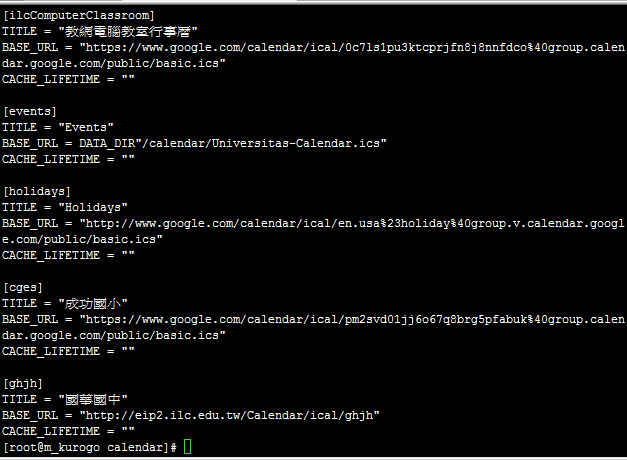 [ilcComputerClassroom]
TITLE = "教網電腦教室行事曆"
BASE_URL = "https://www.google.com/calendar/ical/0c7ls1pu3ktcprjfn8j8nnfdco%40group.calen
dar.google.com/public/basic.ics"
CACHE_LIFETIME = ""
[events]
TITLE = "Events"
BASE_URL = DATA_DIR"/calendar/Universitas-Calendar.ics"
CACHE_LIFETIME = ""
[holidays]
TITLE = "Holidays"
BASE_URL = "http://www.google.com/calendar/ical/en.usa%23holiday%40group.v.calendar.googl
e.com/public/basic.ics"
CACHE_LIFETIME = ""
[cges]
TITLE = "成功國小"
BASE_URL = "https://www.google.com/calendar/ical/pm2svd01jj6o67q8brg5pfabuk%40group.calen
dar.google.com/public/basic.ics"
CACHE_LIFETIME = ""
[ghjh]
TITLE = "國華國中"
BASE_URL = "http://eip2.ilc.edu.tw/Calendar/ical/ghjh"
CACHE_LIFETIME = ""
[root@m_kurogo calendar]#